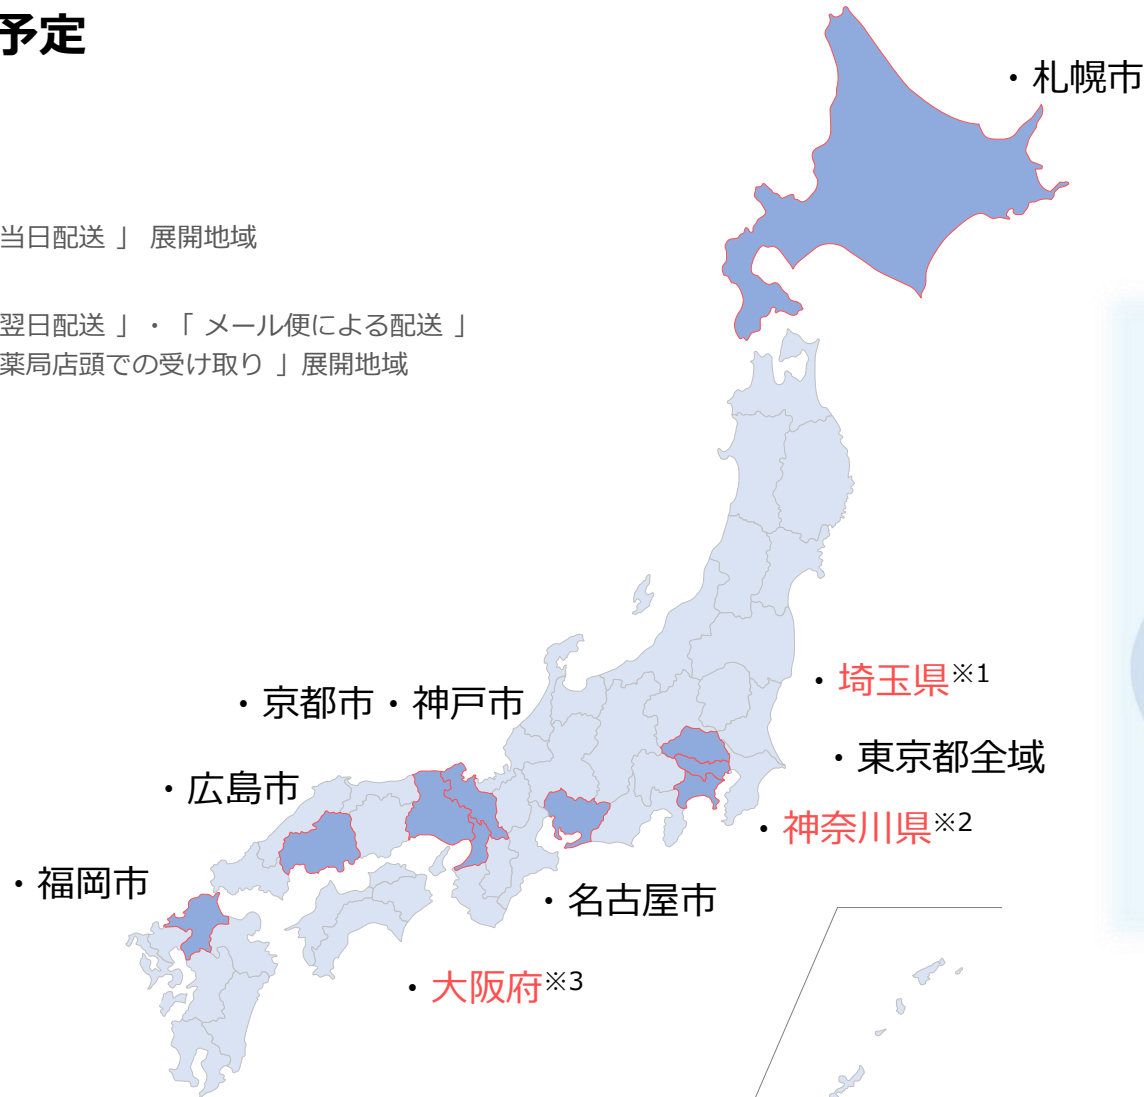 予定
・札幌市
当日配送 」 展開地域
翌日配送 」・「 メール便による配送 」
薬局店頭での受け取り 」展開地域
・埼玉県※1
・京都市・神戸市
・東京都全域
・広島市
・神奈川県※2
・福岡市
・名古屋市
・大阪府※3